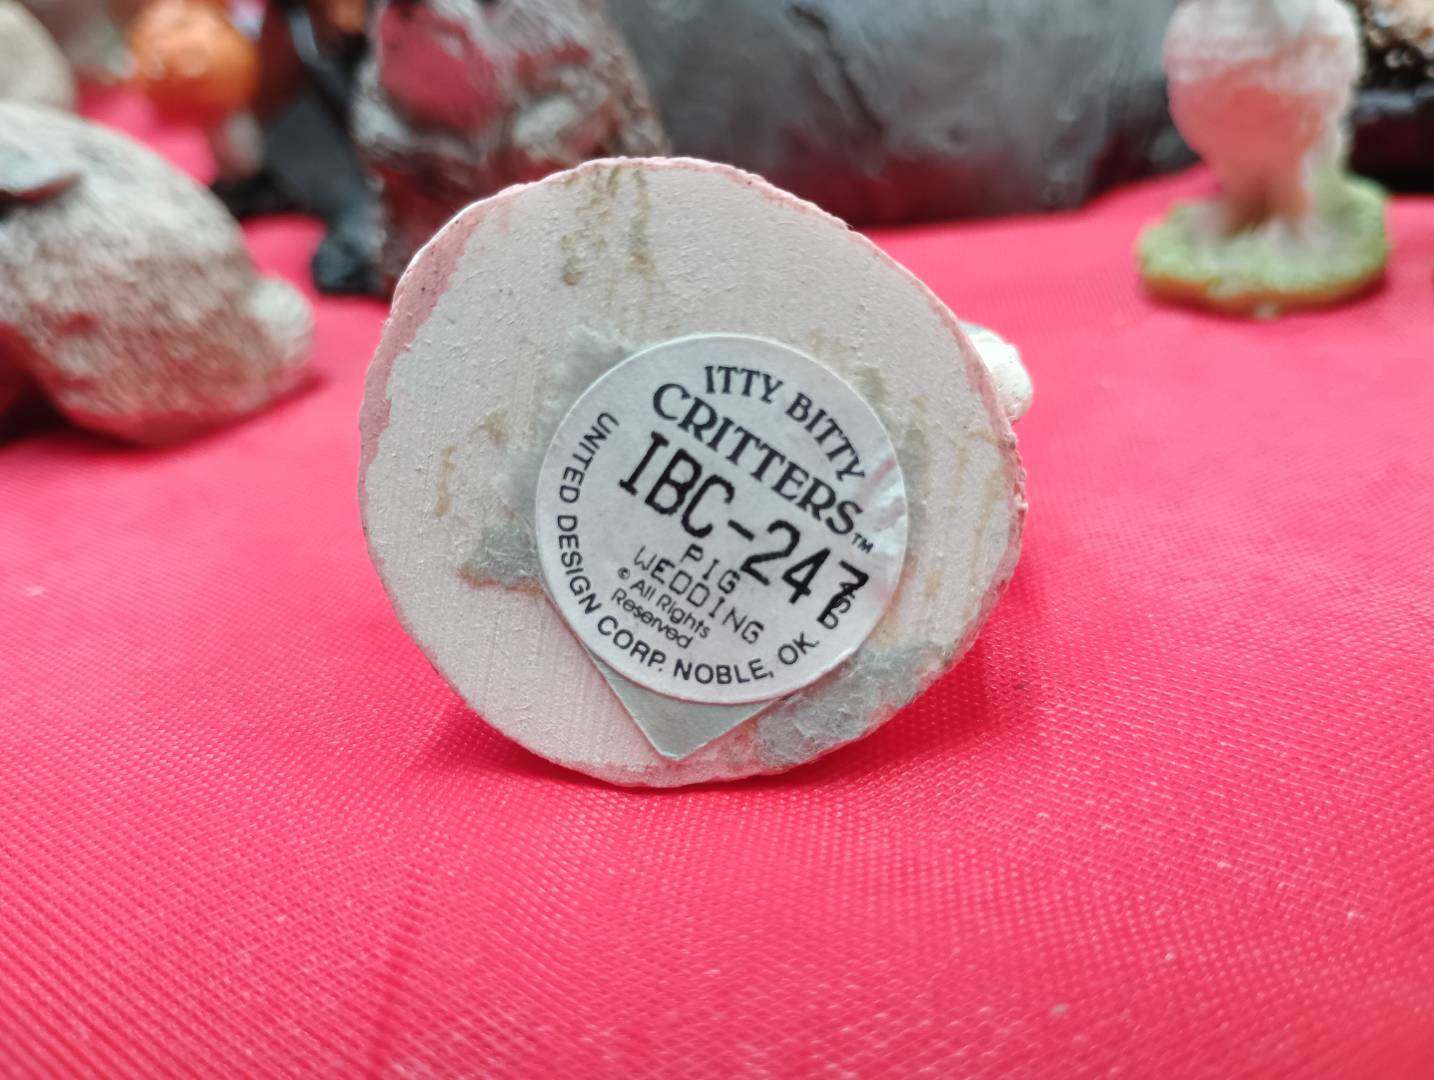 ITTY BITTY
CRITTERS™
IBC-247
PIG
WEDDING
© All Rights
Reserved
UNITED DESIGN CORP. NOBLE, OK.